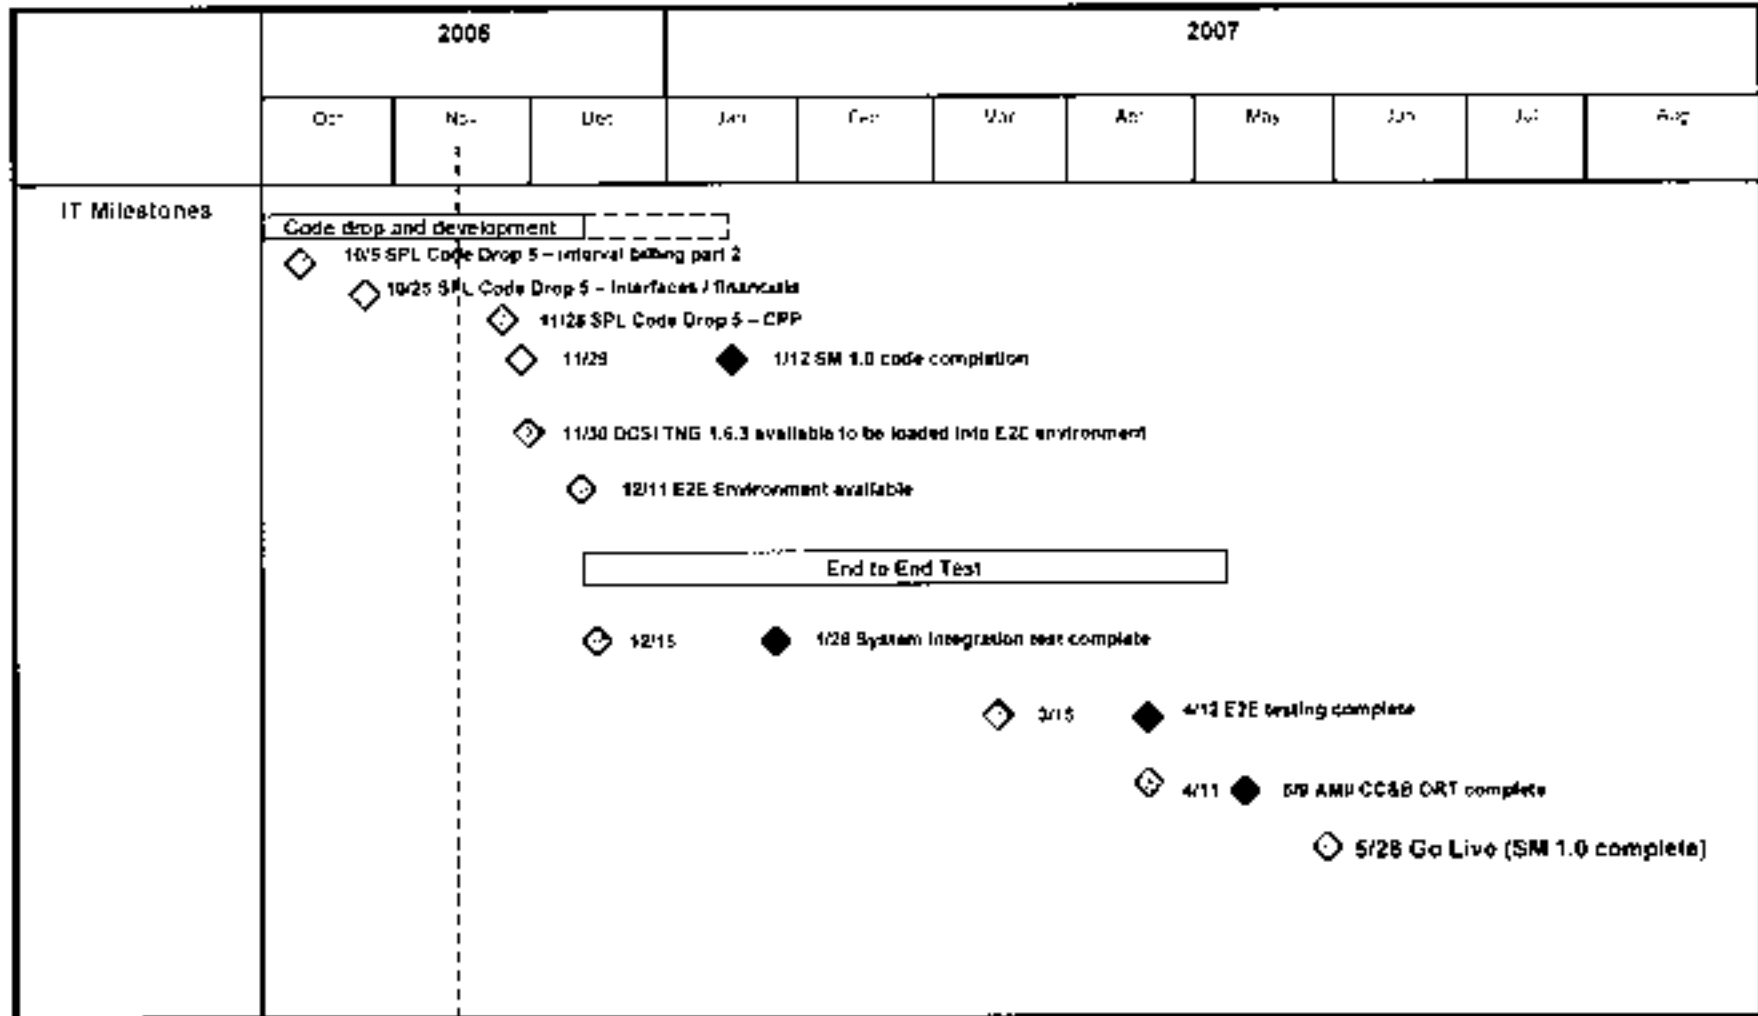 2006 2007
Oct Nov Dec Jan Feb Mar Apr May Jun Jul Aug
IT Milestones
Code drop and development
10/5 SPL Code Drop 5 – Interval billing part 2
10/25 SPL Code Drop 5 – Interfaces / financials
11/28 SPL Code Drop 5 – CPP
11/29 1/12 SM 1.0 code completion
11/30 DCSI TNG 1.6.3 available to be loaded into E2E environment
12/11 E2E Environment available
End to End Test
12/15 1/26 System Integration test complete
3/15 4/13 E2E testing complete
4/11 5/9 AMI/ CC&B ORT complete
5/28 Go Live (SM 1.0 complete)